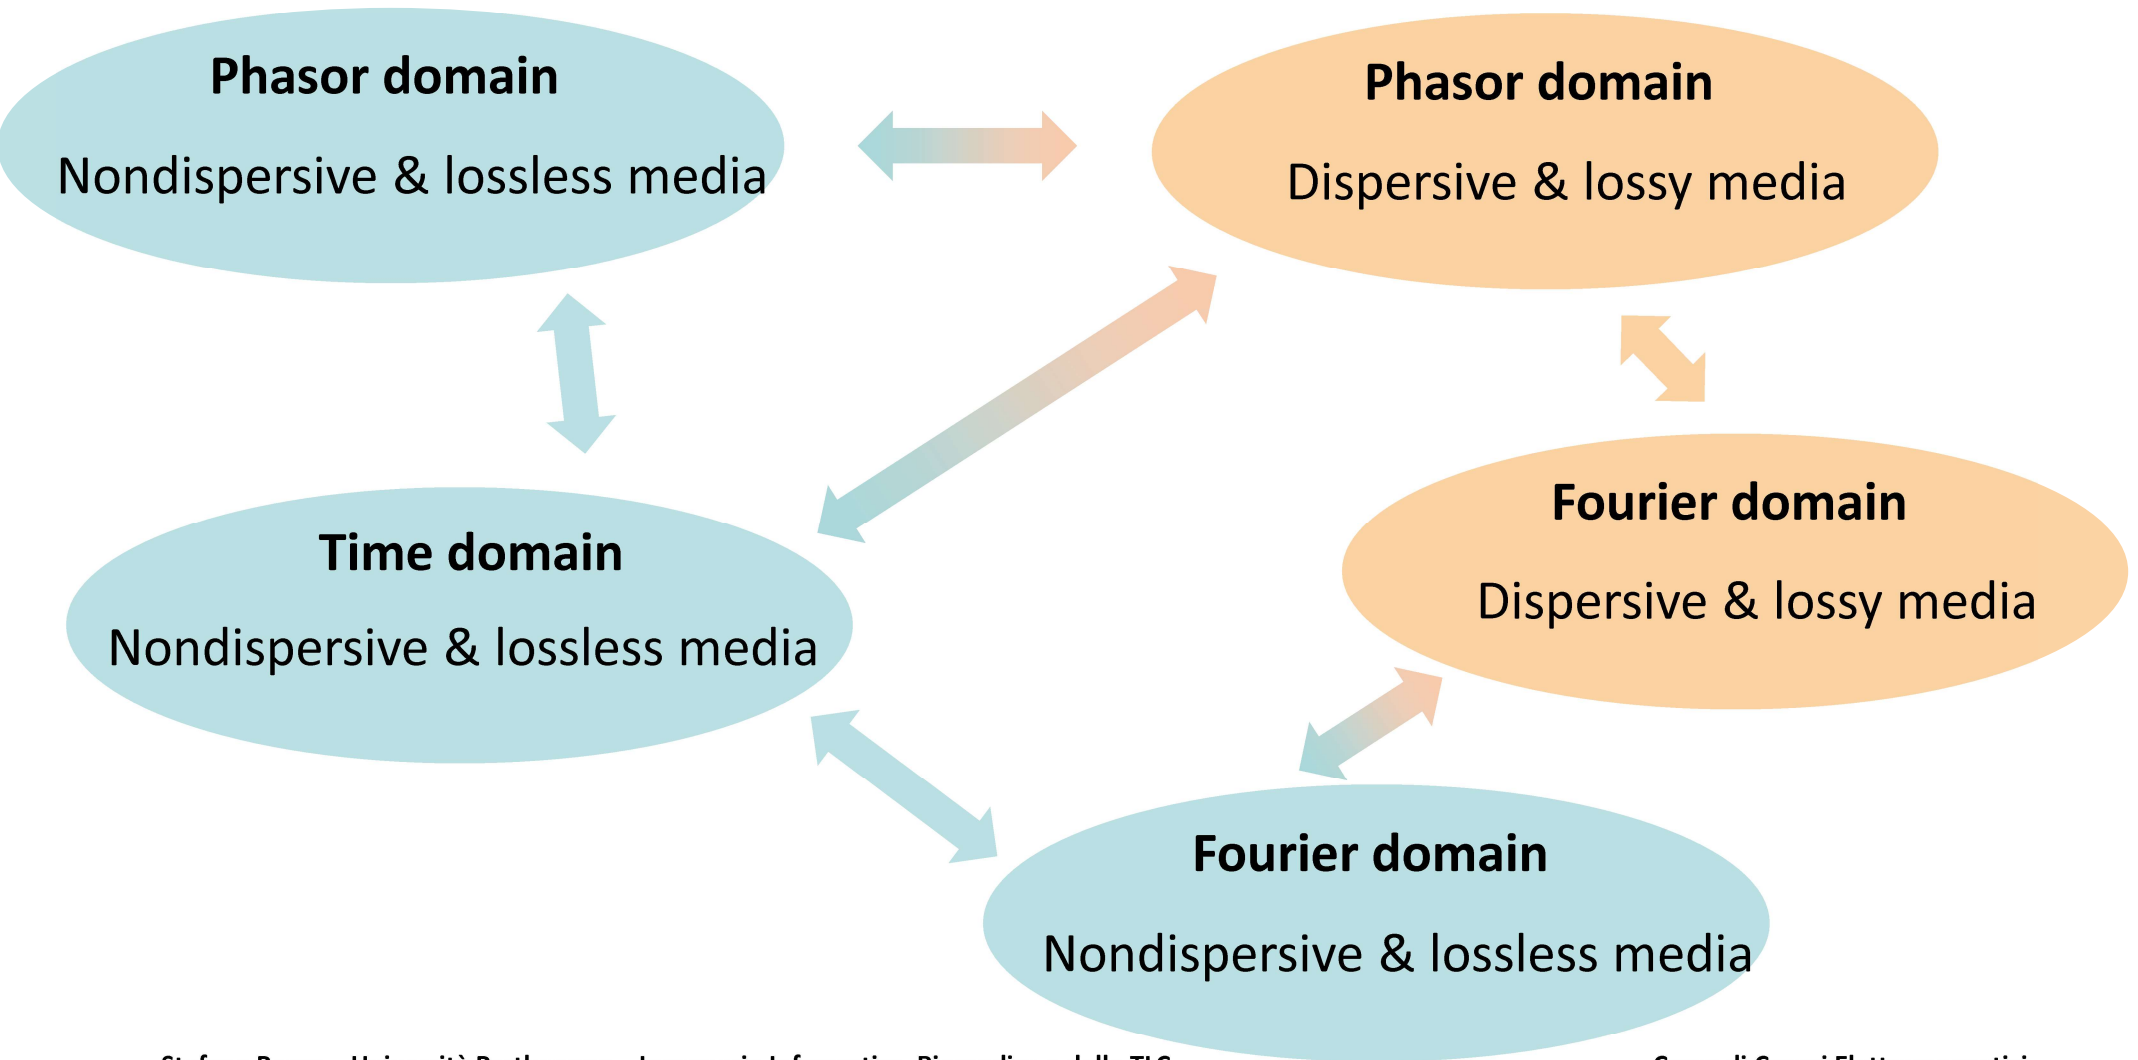 Phasor domain
Nondispersive & lossless media
Phasor domain
Dispersive & lossy media
Time domain
Nondispersive & lossless media
Fourier domain
Dispersive & lossy media
Fourier domain
Nondispersive & lossless media